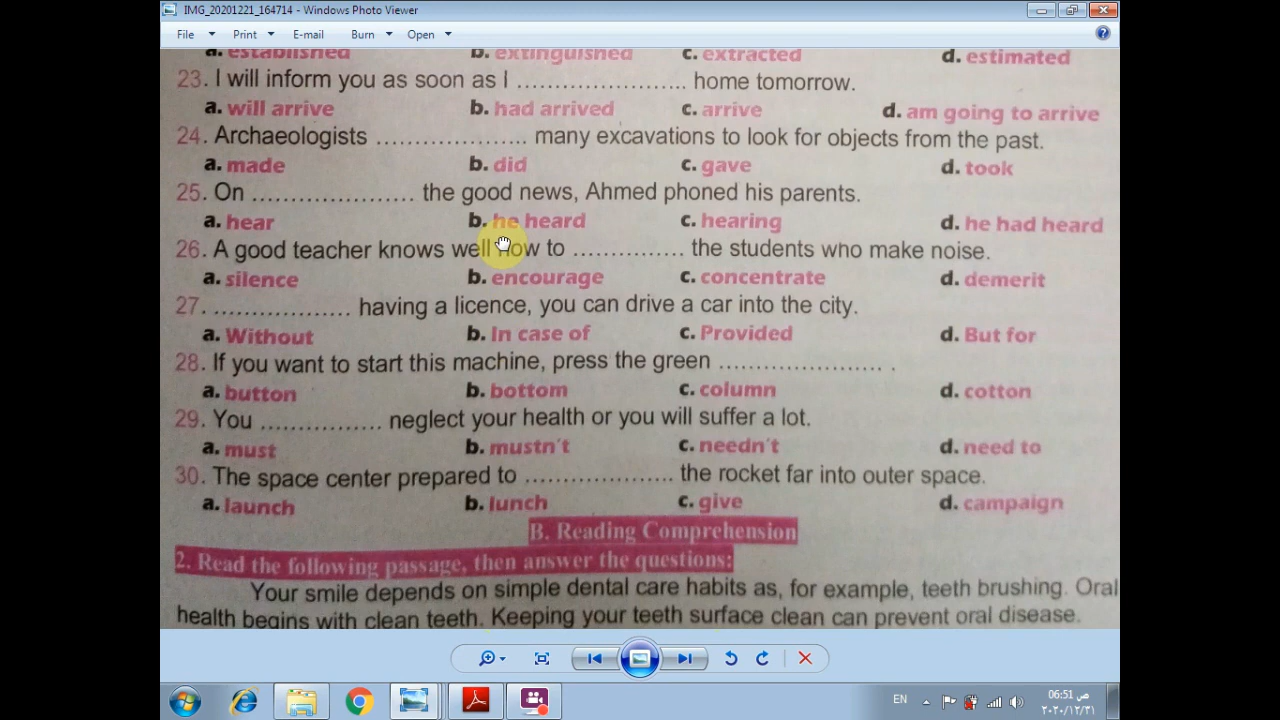 IMG_20201221_164714 - Windows Photo Viewer
File Print E-mail Burn Open
a. established b. extinguished c. extracted d. estimated
23. I will inform you as soon as I ........................ home tomorrow.
a. will arrive b. had arrived c. arrive d. am going to arrive
24. Archaeologists ..................... many excavations to look for objects from the past.
a. made b. did c. gave d. took
25. On ...................... the good news, Ahmed phoned his parents.
a. hear b. he heard c. hearing d. he had heard
26. A good teacher knows well how to ............... the students who make noise.
a. silence b. encourage c. concentrate d. demerit
27. .................. having a licence, you can drive a car into the city.
a. Without b. In case of c. Provided d. But for
28. If you want to start this machine, press the green ...................... .
a. button b. bottom c. column d. cotton
29. You ................ neglect your health or you will suffer a lot.
a. must b. mustn't c. needn't d. need to
30. The space center prepared to .................... the rocket far into outer space.
a. launch b. lunch c. give d. campaign
B. Reading Comprehension
2. Read the following passage, then answer the questions:
Your smile depends on simple dental care habits as, for example, teeth brushing. Oral
health begins with clean teeth. Keeping your teeth surface clean can prevent oral disease.
EN
06:51 ص
٢٠٢٠/١٢/٣١